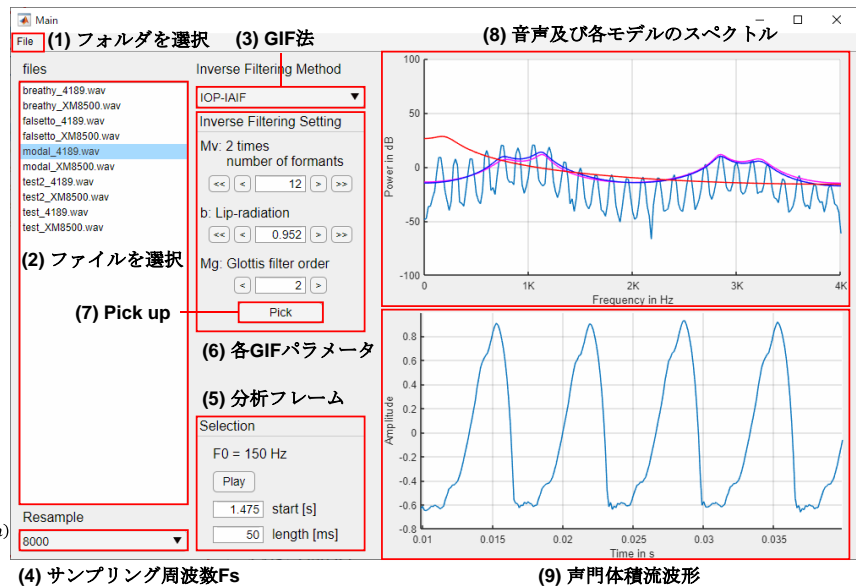 Main
File
(1) フォルダを選択
(3) GIF法
(8) 音声及び各モデルのスペクトル
files
breathy_4189.wav
breathy_XM8500.wav
falsetto_4189.wav
falsetto_XM8500.wav
modal_4189.wav
modal_XM8500.wav
test2_4189.wav
test2_XM8500.wav
test_4189.wav
test_XM8500.wav
(2) ファイルを選択
(7) Pick up
Resample
8000
(4) サンプリング周波数Fs
Inverse Filtering Method
IOP-IAIF
Inverse Filtering Setting
Mv: 2 times
number of formants
<< < 12 > >>
b: Lip-radiation
<< < 0.952 > >>
Mg: Glottis filter order
< 2 >
Pick
(6) 各GIFパラメータ
(5) 分析フレーム
Selection
F0 = 150 Hz
Play
1.475 start [s]
50 length [ms]
Power in dB
100
50
0
-50
-100
0 1K 2K 3K 4K
Frequency in Hz
Amplitude
0.8
0.6
0.4
0.2
0
-0.2
-0.4
-0.6
-0.8
0.01 0.015 0.02 0.025 0.03 0.035
Time in s
(9) 声門体積流波形